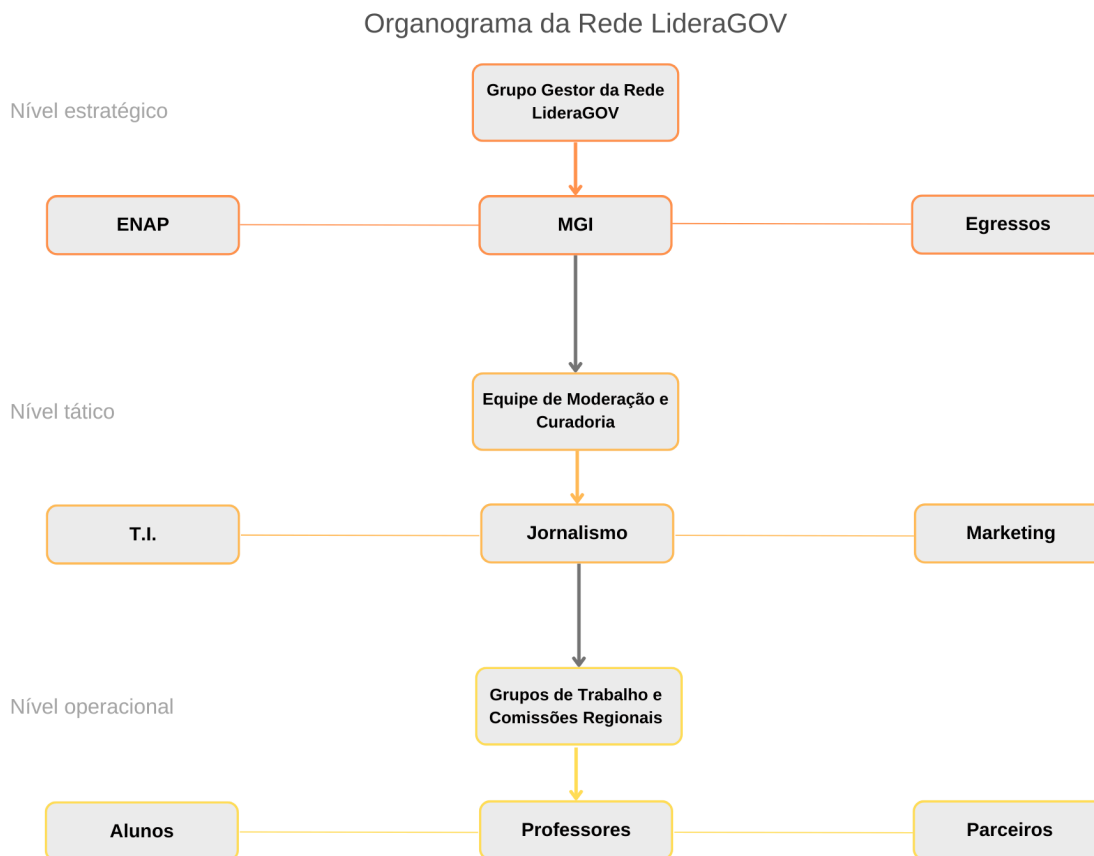 Organograma da Rede LideraGOV
Nível estratégico
Grupo Gestor da Rede
LideraGOV
ENAP
MGI
Egressos
Nível tático
Equipe de Moderação e
Curadoria
T.I.
Jornalismo
Marketing
Nível operacional
Grupos de Trabalho e
Comissões Regionais
Alunos
Professores
Parceiros